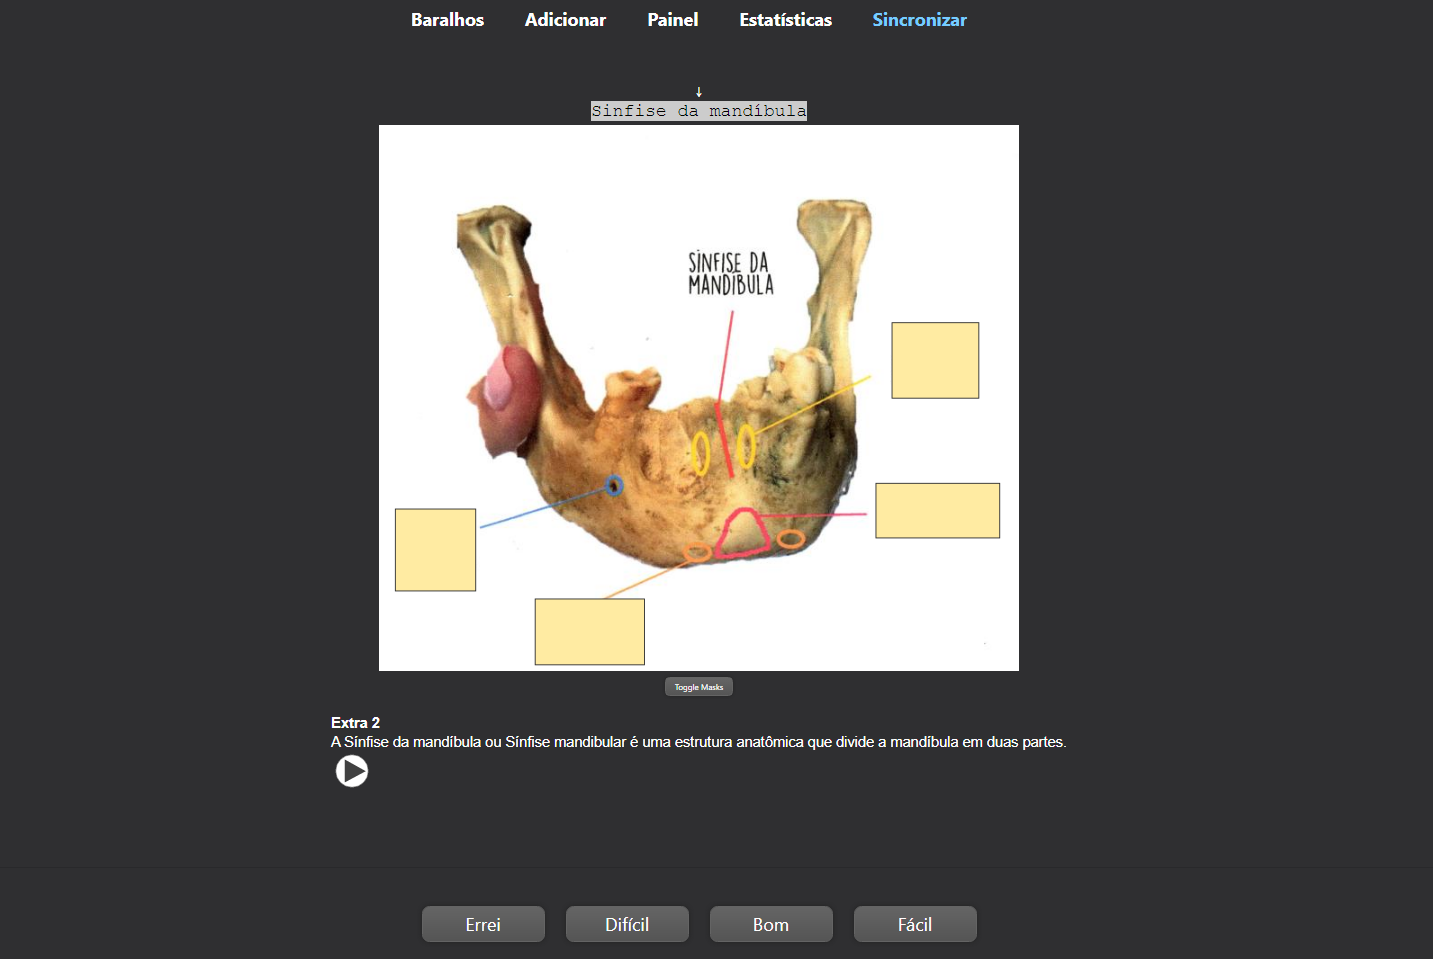 Baralhos Adicionar Painel Estatísticas Sincronizar
↓
Sinfise da mandíbula
SÍNFISE DA
MANDÍBULA
Toggle Masks
Extra 2
A Sínfise da mandíbula ou Sínfise mandibular é uma estrutura anatômica que divide a mandíbula em duas partes.
Errei Difícil Bom Fácil